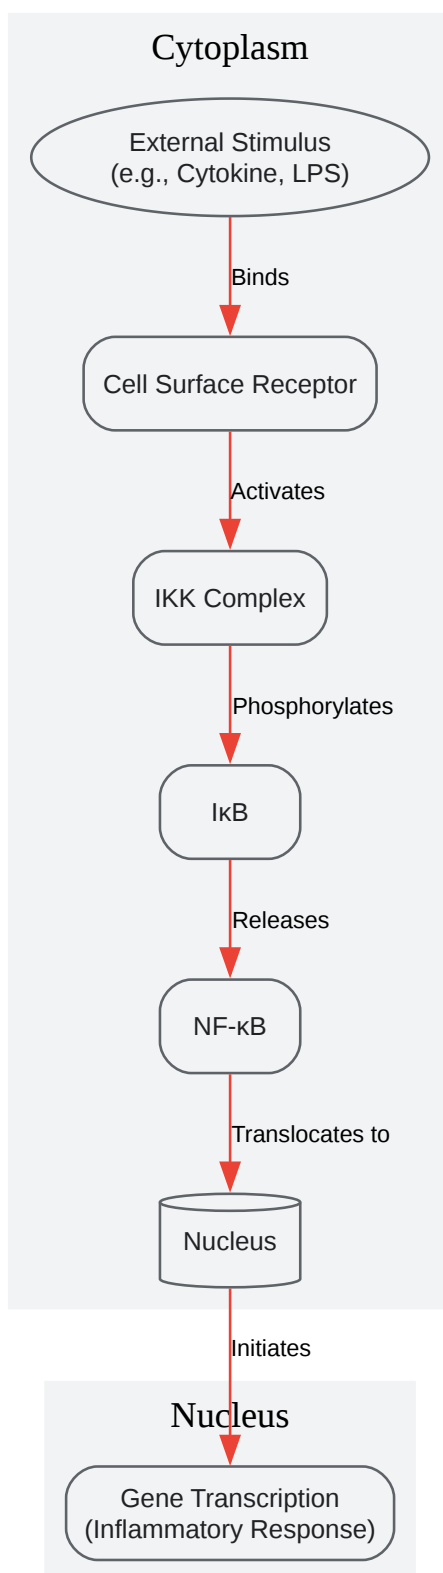 Cytoplasm
External Stimulus
(e.g., Cytokine, LPS)
Binds
Cell Surface Receptor
Activates
IKK Complex
Phosphorylates
IκB
Releases
NF-κB
Translocates to
Nucleus
Initiates
Nucleus
Gene Transcription
(Inflammatory Response)